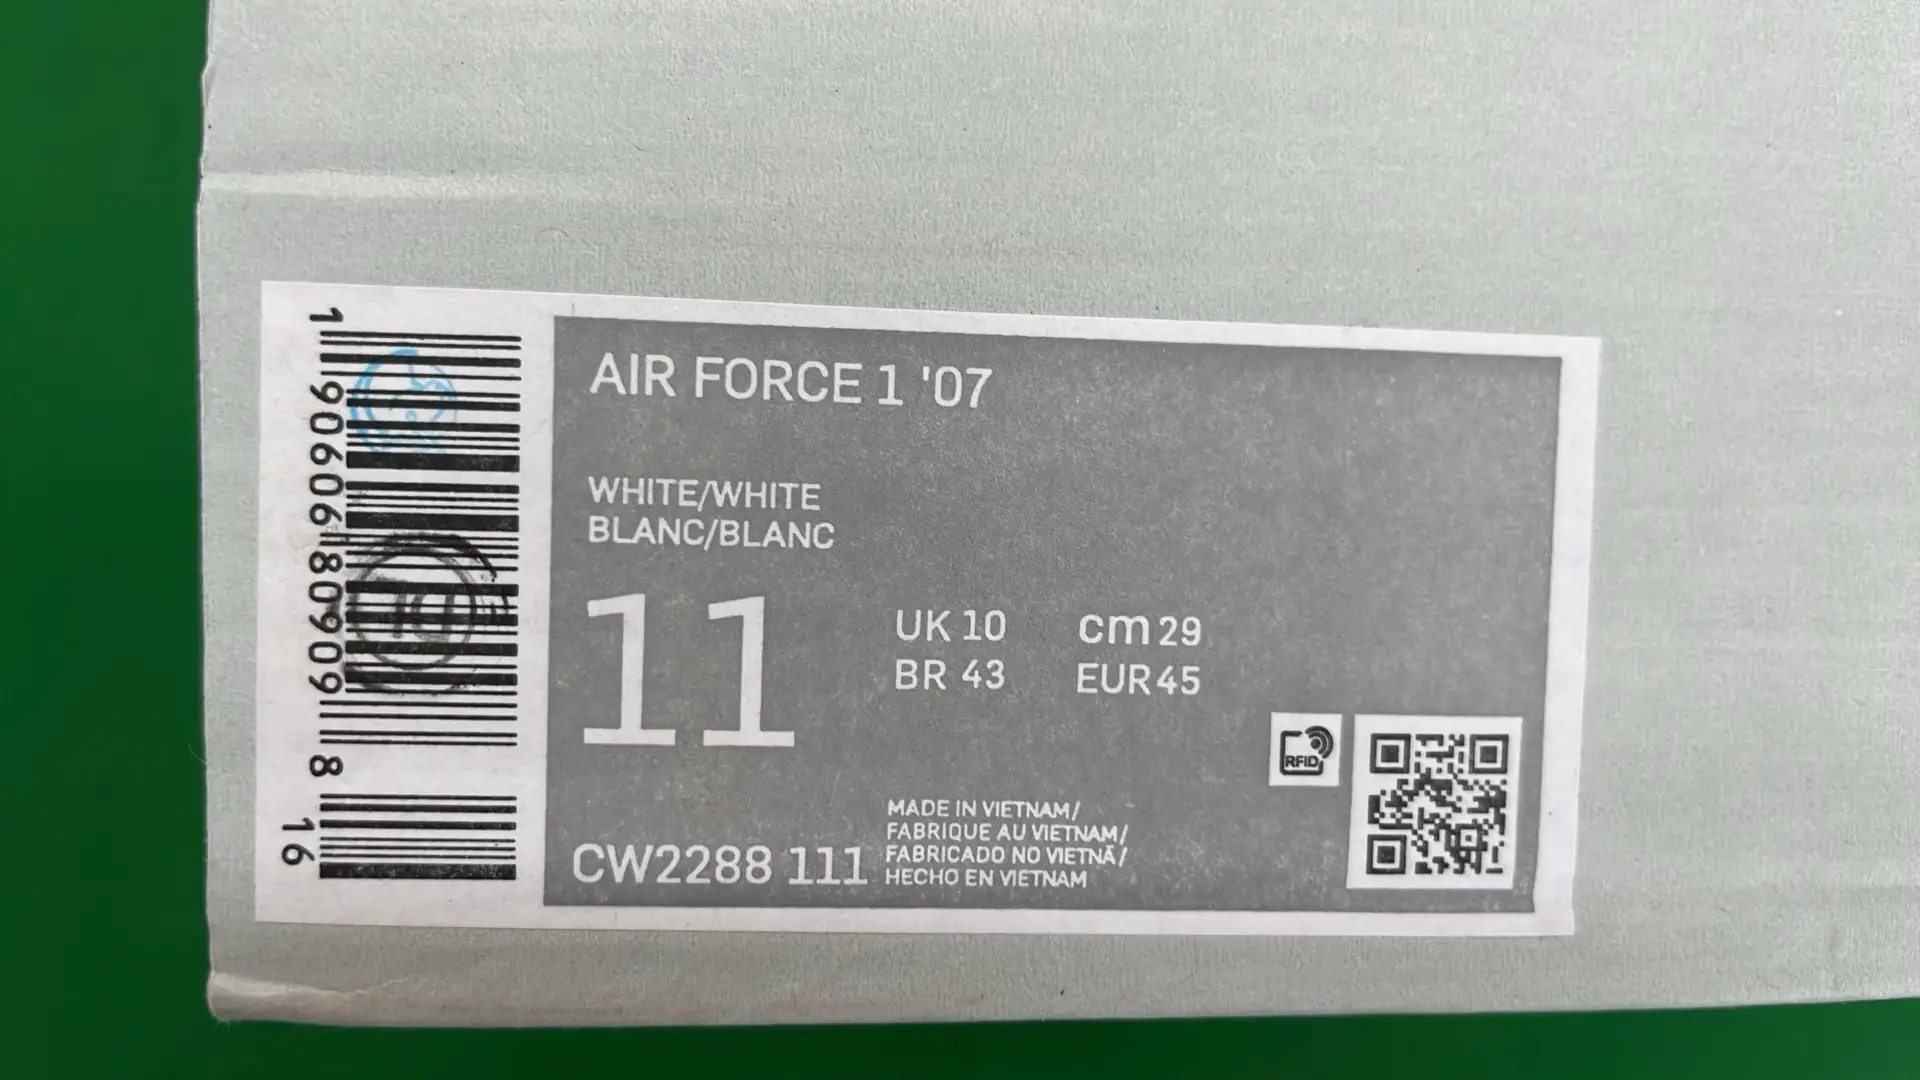 1 90606 80909 8
16
AIR FORCE 1 '07
WHITE/WHITE
BLANC/BLANC
11
UK 10 cm 29
BR 43 EUR 45
RFID
CW2288 111
MADE IN VIETNAM/
FABRIQUE AU VIETNAM/
FABRICADO NO VIETNÃ/
HECHO EN VIETNAM